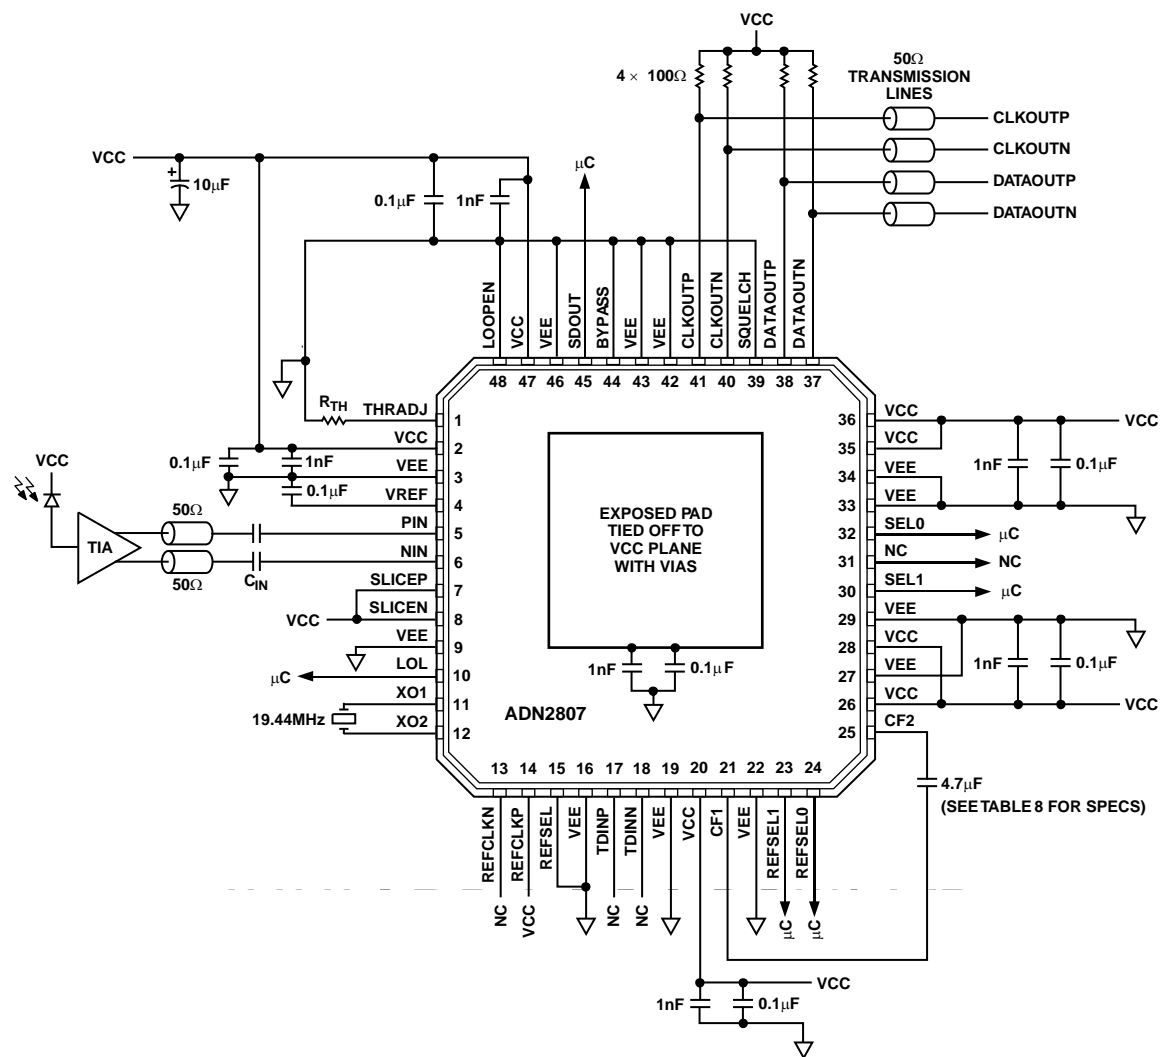 VCC
4 × 100Ω
50Ω
TRANSMISSION
LINES
CLKOUTP
CLKOUTN
DATAOUTP
DATAOUTN
VCC
+
10µF
0.1µF
1nF
µC
LOOPEN
VCC
VEE
SDOUT
BYPASS
VEE
VEE
CLKOUTP
CLKOUTN
SQUELCH
DATAOUTP
DATAOUTN
48 47 46 45 44 43 42 41 40 39 38 37
RTH
THRADJ
1
VCC
2
0.1µF
1nF
VEE
3
0.1µF
VREF
4
VCC
TIA
50Ω
PIN
5
NIN
6
50Ω
CIN
SLICEP
7
VCC
SLICEN
8
VEE
9
µC
LOL
10
XO1
11
19.44MHz
XO2
12
EXPOSED PAD
TIED OFF TO
VCC PLANE
WITH VIAS
1nF
0.1µF
ADN2807
36
VCC
VCC
35
VCC
1nF
0.1µF
34
VEE
33
VEE
32
SEL0
µC
31
NC
NC
30
SEL1
µC
29
VEE
28
VCC
1nF
0.1µF
27
VEE
26
VCC
VCC
25
CF2
4.7µF
(SEE TABLE 8 FOR SPECS)
13 14 15 16 17 18 19 20 21 22 23 24
REFCLKN
REFCLKP
REFSEL
VEE
TDINP
TDINN
VEE
VCC
CF1
VEE
REFSEL1
REFSEL0
NC
VCC
NC
NC
µC
µC
VCC
1nF
0.1µF